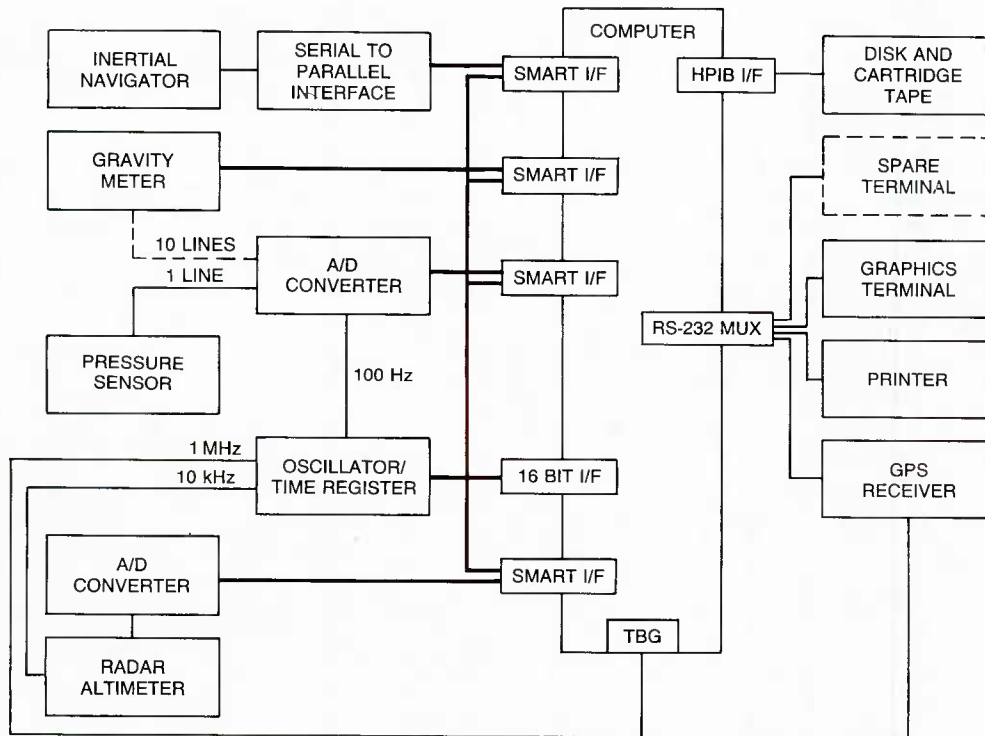 COMPUTER
INERTIAL
NAVIGATOR
SERIAL TO
PARALLEL
INTERFACE
SMART I/F
HPIB I/F
DISK AND
CARTRIDGE
TAPE
GRAVITY
METER
SMART I/F
SPARE
TERMINAL
10 LINES
1 LINE
A/D
CONVERTER
SMART I/F
GRAPHICS
TERMINAL
RS-232 MUX
PRESSURE
SENSOR
100 Hz
PRINTER
1 MHz
10 kHz
OSCILLATOR/
TIME REGISTER
16 BIT I/F
GPS
RECEIVER
A/D
CONVERTER
SMART I/F
TBG
RADAR
ALTIMETER